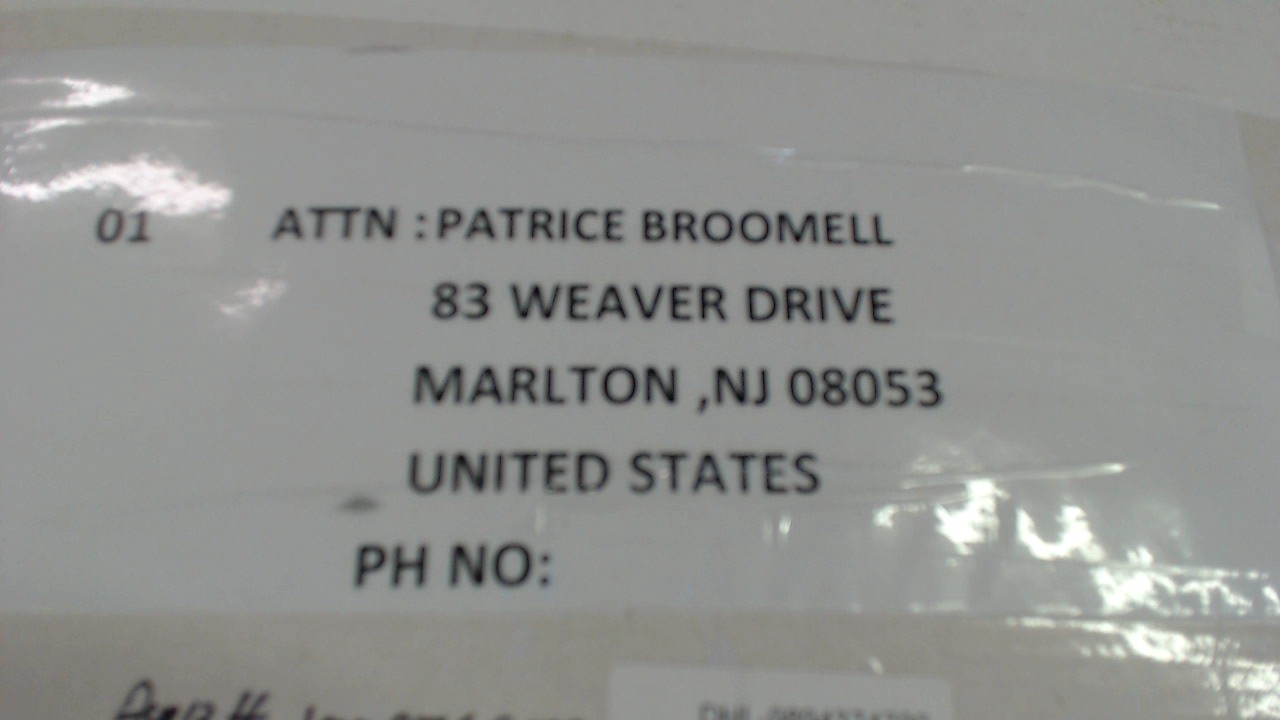 01 ATTN :PATRICE BROOMELL
83 WEAVER DRIVE
MARLTON ,NJ 08053
UNITED STATES
PH NO: